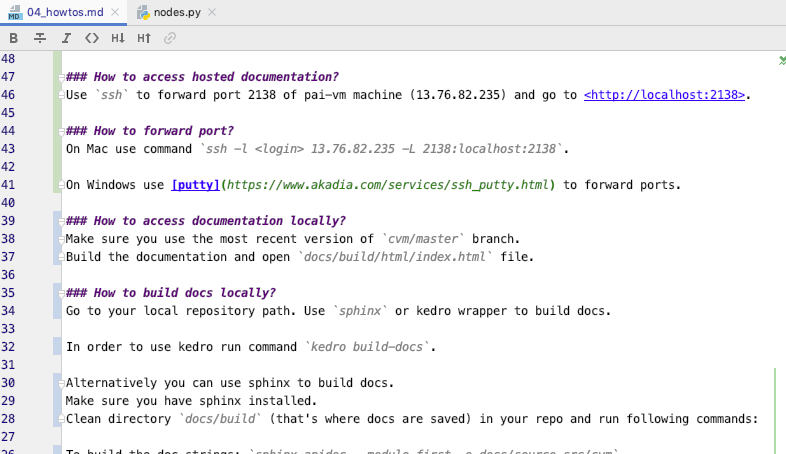 04_howtos.md
nodes.py
B
I
H↓
H↑
48
47 ### How to access hosted documentation?
46 Use `ssh` to forward port 2138 of pai-vm machine (13.76.82.235) and go to <http://localhost:2138>.
45
44 ### How to forward port?
43 On Mac use command `ssh -l <login> 13.76.82.235 -L 2138:localhost:2138`.
42
41 On Windows use [putty](https://www.akadia.com/services/ssh_putty.html) to forward ports.
40
39 ### How to access documentation locally?
38 Make sure you use the most recent version of `cvm/master` branch.
37 Build the documentation and open `docs/build/html/index.html` file.
36
35 ### How to build docs locally?
34 Go to your local repository path. Use `sphinx` or kedro wrapper to build docs.
33
32 In order to use kedro run command `kedro build-docs`.
31
30 Alternatively you can use sphinx to build docs.
29 Make sure you have sphinx installed.
28 Clean directory `docs/build` (that's where docs are saved) in your repo and run following commands:
27
26 To build the doc strings: